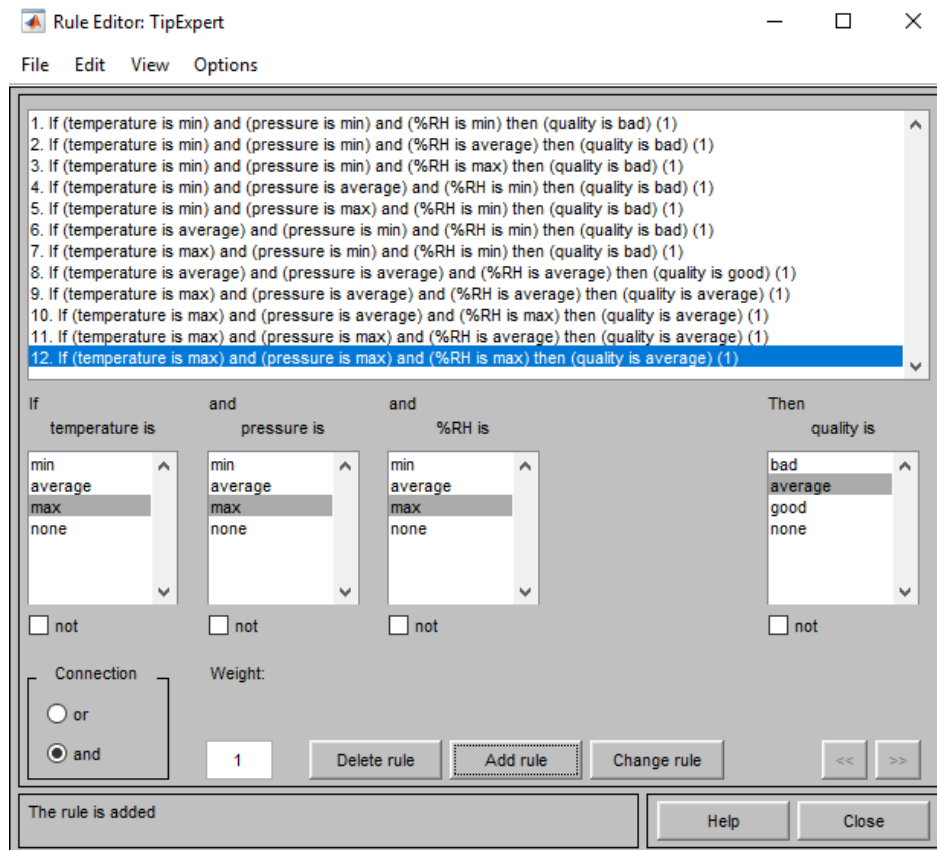 Rule Editor: TipExpert
File Edit View Options
1. If (temperature is min) and (pressure is min) and (%RH is min) then (quality is bad) (1)
2. If (temperature is min) and (pressure is min) and (%RH is average) then (quality is bad) (1)
3. If (temperature is min) and (pressure is min) and (%RH is max) then (quality is bad) (1)
4. If (temperature is min) and (pressure is average) and (%RH is min) then (quality is bad) (1)
5. If (temperature is min) and (pressure is max) and (%RH is min) then (quality is bad) (1)
6. If (temperature is average) and (pressure is min) and (%RH is min) then (quality is bad) (1)
7. If (temperature is max) and (pressure is min) and (%RH is min) then (quality is bad) (1)
8. If (temperature is average) and (pressure is average) and (%RH is average) then (quality is good) (1)
9. If (temperature is max) and (pressure is average) and (%RH is average) then (quality is average) (1)
10. If (temperature is max) and (pressure is average) and (%RH is max) then (quality is average) (1)
11. If (temperature is max) and (pressure is max) and (%RH is average) then (quality is average) (1)
12. If (temperature is max) and (pressure is max) and (%RH is max) then (quality is average) (1)
If and and Then
temperature is pressure is %RH is quality is
min min min bad
average average average average
max max max good
none none none none
not not not not
Connection Weight:
or
and 1 Delete rule Add rule Change rule << >>
The rule is added Help Close